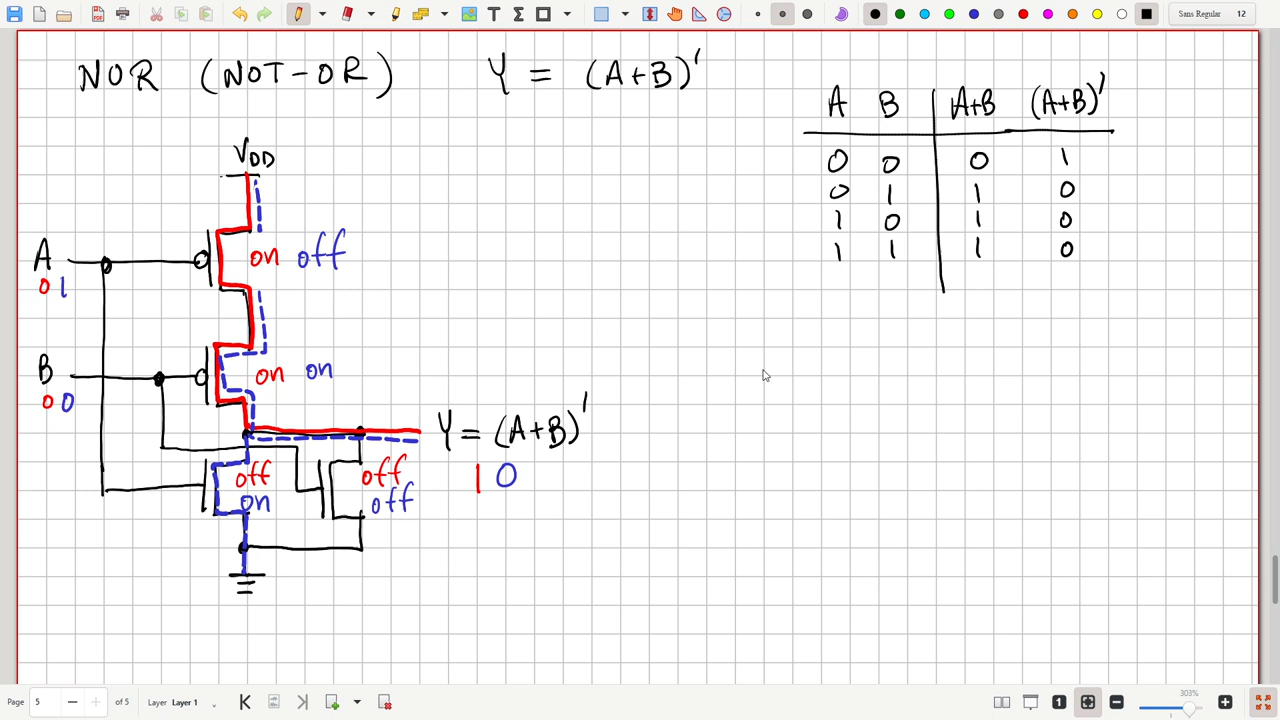 Sans Regular 12
NOR (NOT-OR) Y = (A+B)'
A B A+B (A+B)'
0 0 0 1
0 1 1 0
1 0 1 0
1 1 1 0
VDD
A
0 1
on off
B
0 0
on on
Y = (A+B)'
1 0
off off
on off
Page 5 of 5 Layer Layer 1 303%